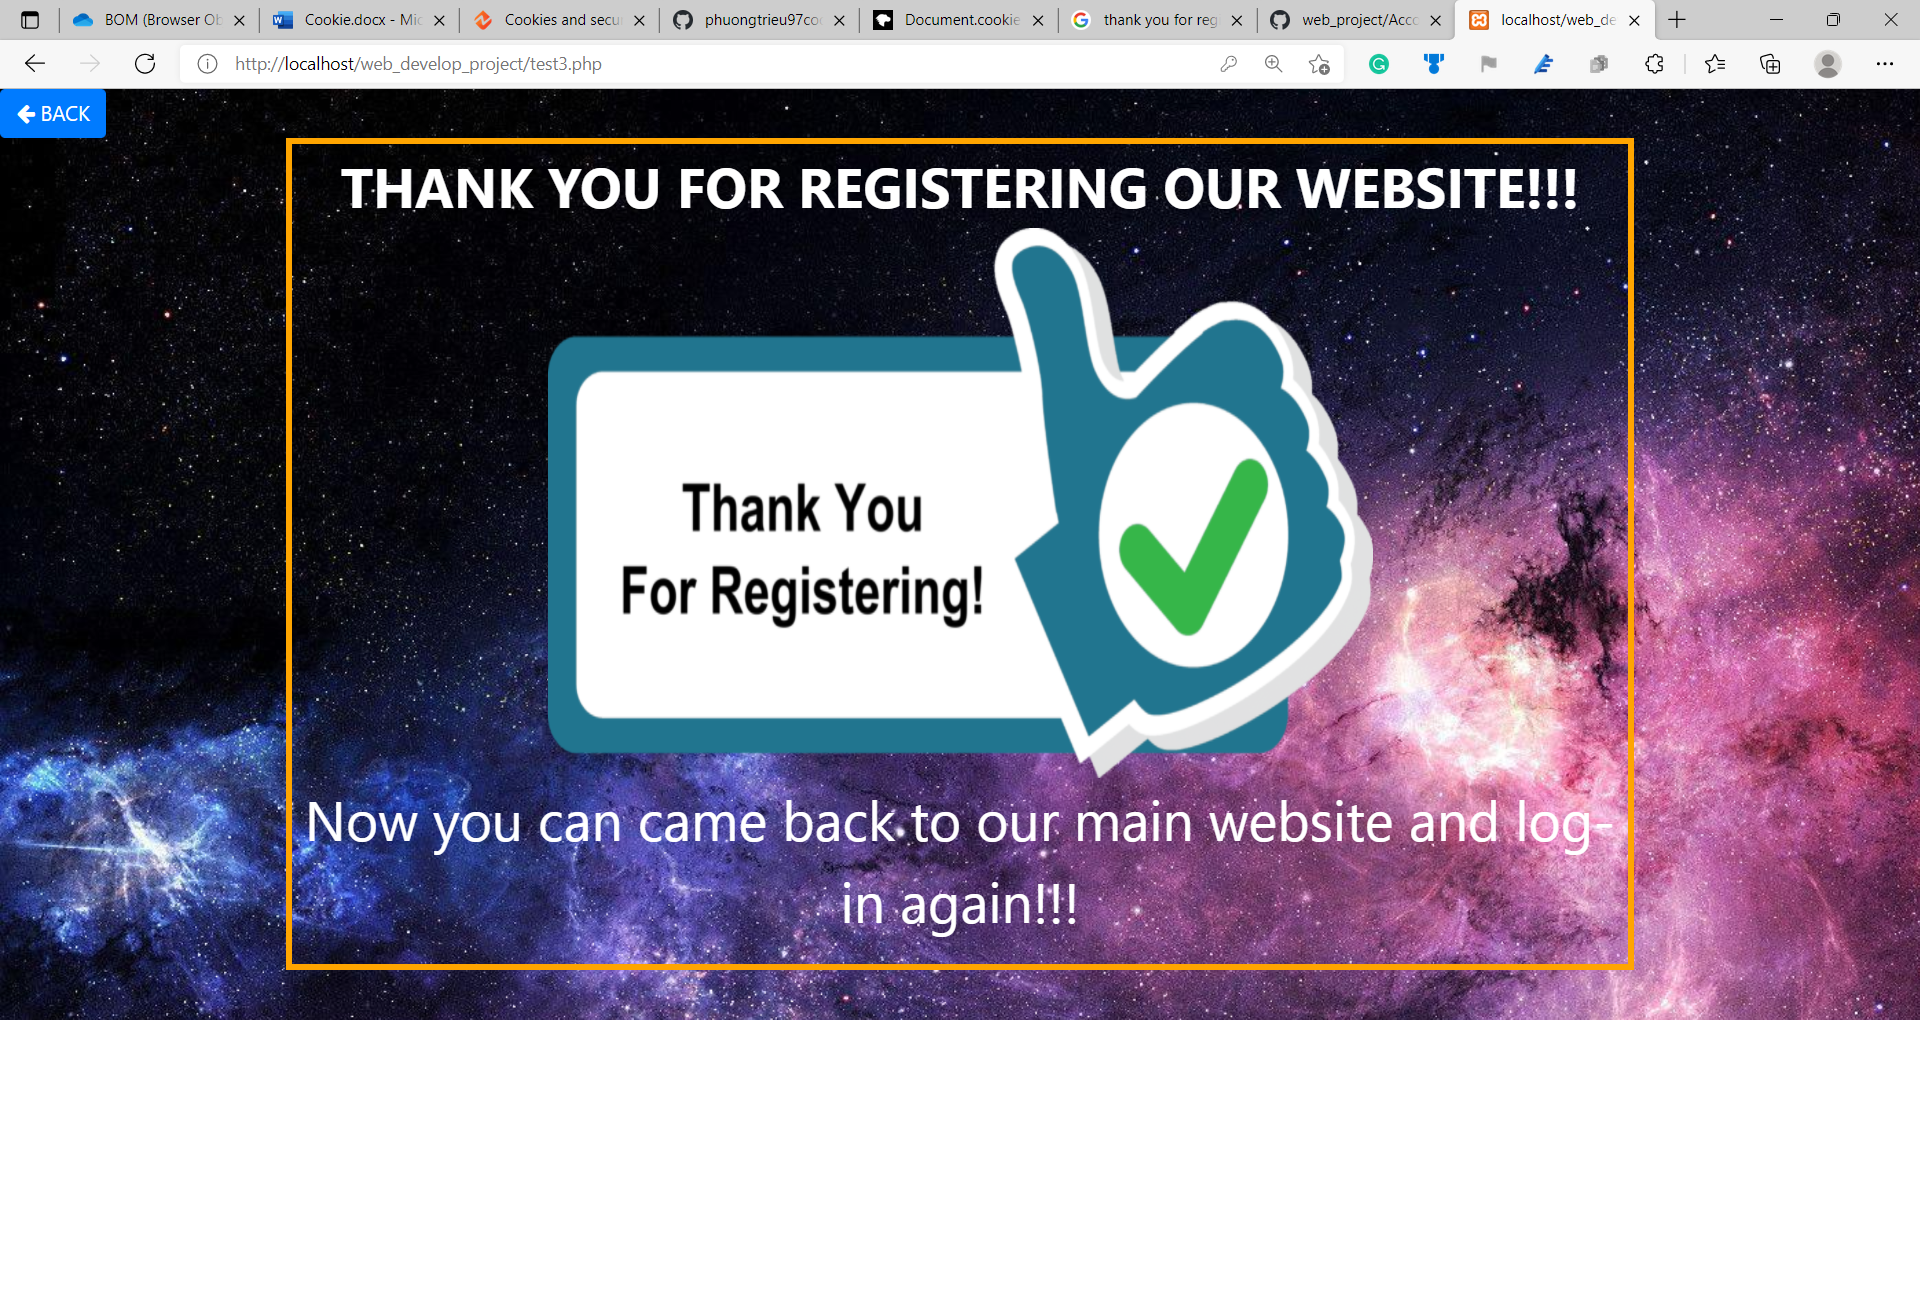 BOM (Browser Ob
Cookie.docx - Mic
Cookies and secu
phuongtrieu97co
Document.cookie
thank you for reg
web_project/Acco
localhost/web_de
http://localhost/web_develop_project/test3.php
BACK
THANK YOU FOR REGISTERING OUR WEBSITE!!!
Thank You
For Registering!
Now you can came back to our main website and log-
in again!!!